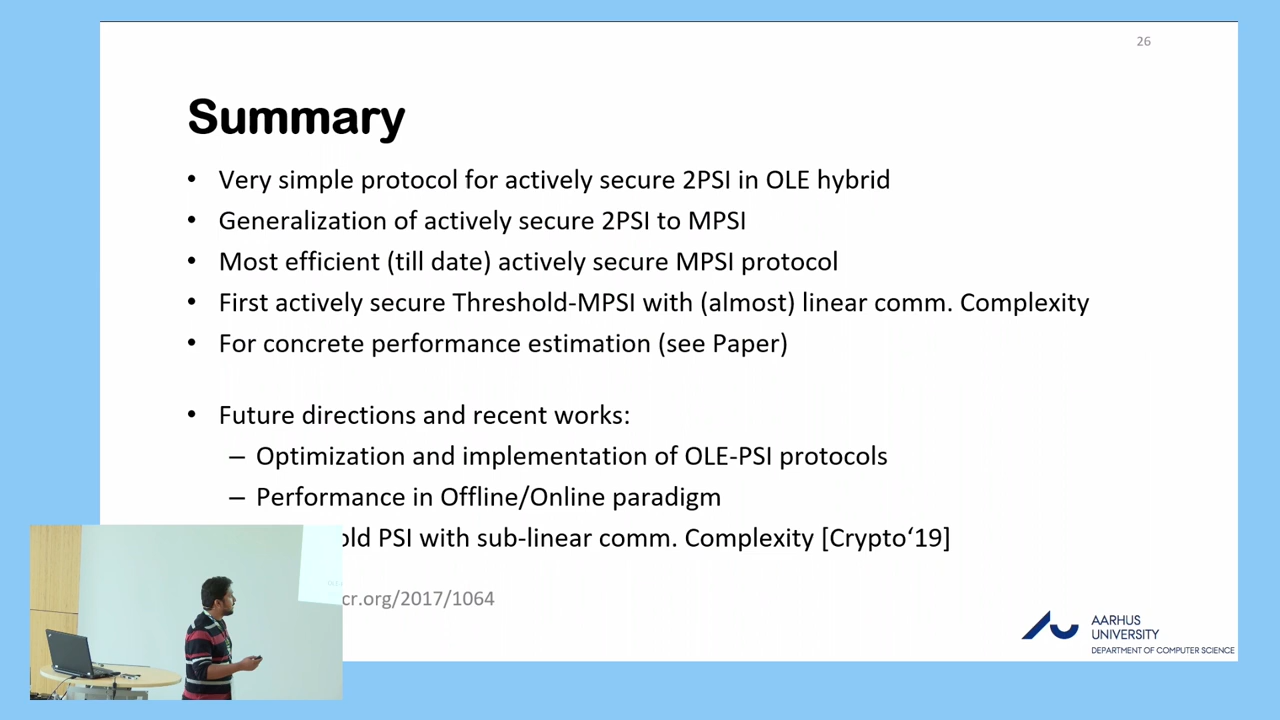 26
Summary
• Very simple protocol for actively secure 2PSI in OLE hybrid
• Generalization of actively secure 2PSI to MPSI
• Most efficient (till date) actively secure MPSI protocol
• First actively secure Threshold-MPSI with (almost) linear comm. Complexity
• For concrete performance estimation (see Paper)
• Future directions and recent works:
– Optimization and implementation of OLE-PSI protocols
– Performance in Offline/Online paradigm
old PSI with sub-linear comm. Complexity [Crypto‘19]
cr.org/2017/1064
AARHUS
UNIVERSITY
DEPARTMENT OF COMPUTER SCIENCE